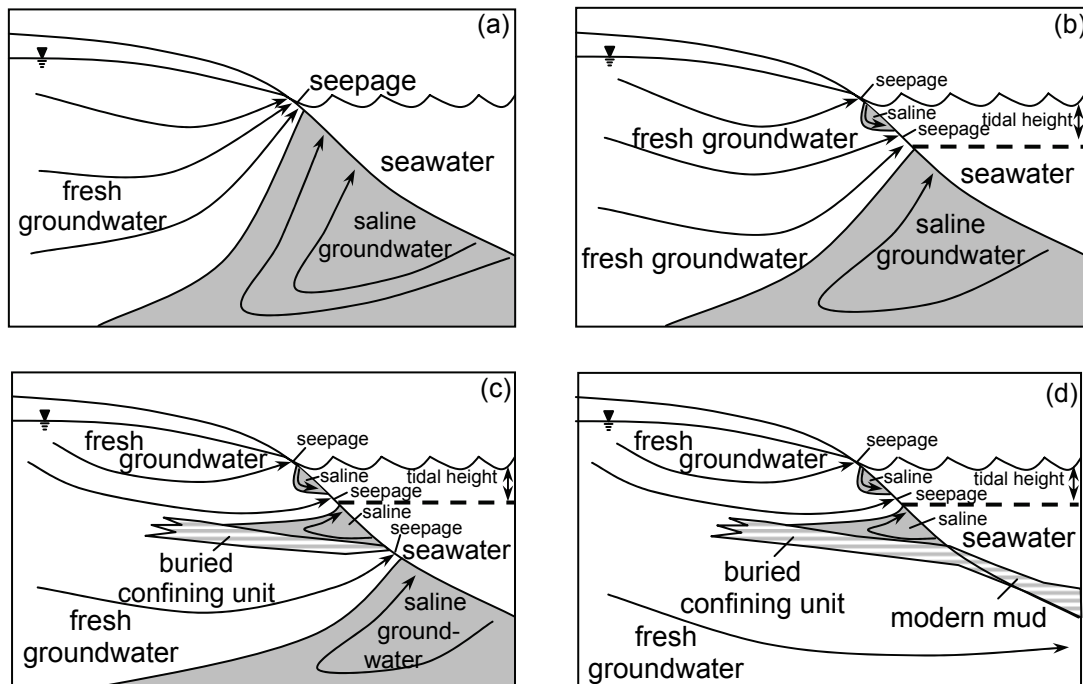 (a)
seepage
seawater
fresh
groundwater
saline
groundwater
(b)
seepage
saline
tidal height
fresh groundwater
seepage
seawater
saline
groundwater
fresh groundwater
(c)
seepage
fresh
groundwater
saline
tidal height
seepage
saline
seepage
seawater
buried
confining unit
fresh
groundwater
saline
ground-
water
(d)
seepage
fresh
groundwater
saline
tidal height
seepage
saline
seawater
buried
confining unit
modern mud
fresh
groundwater